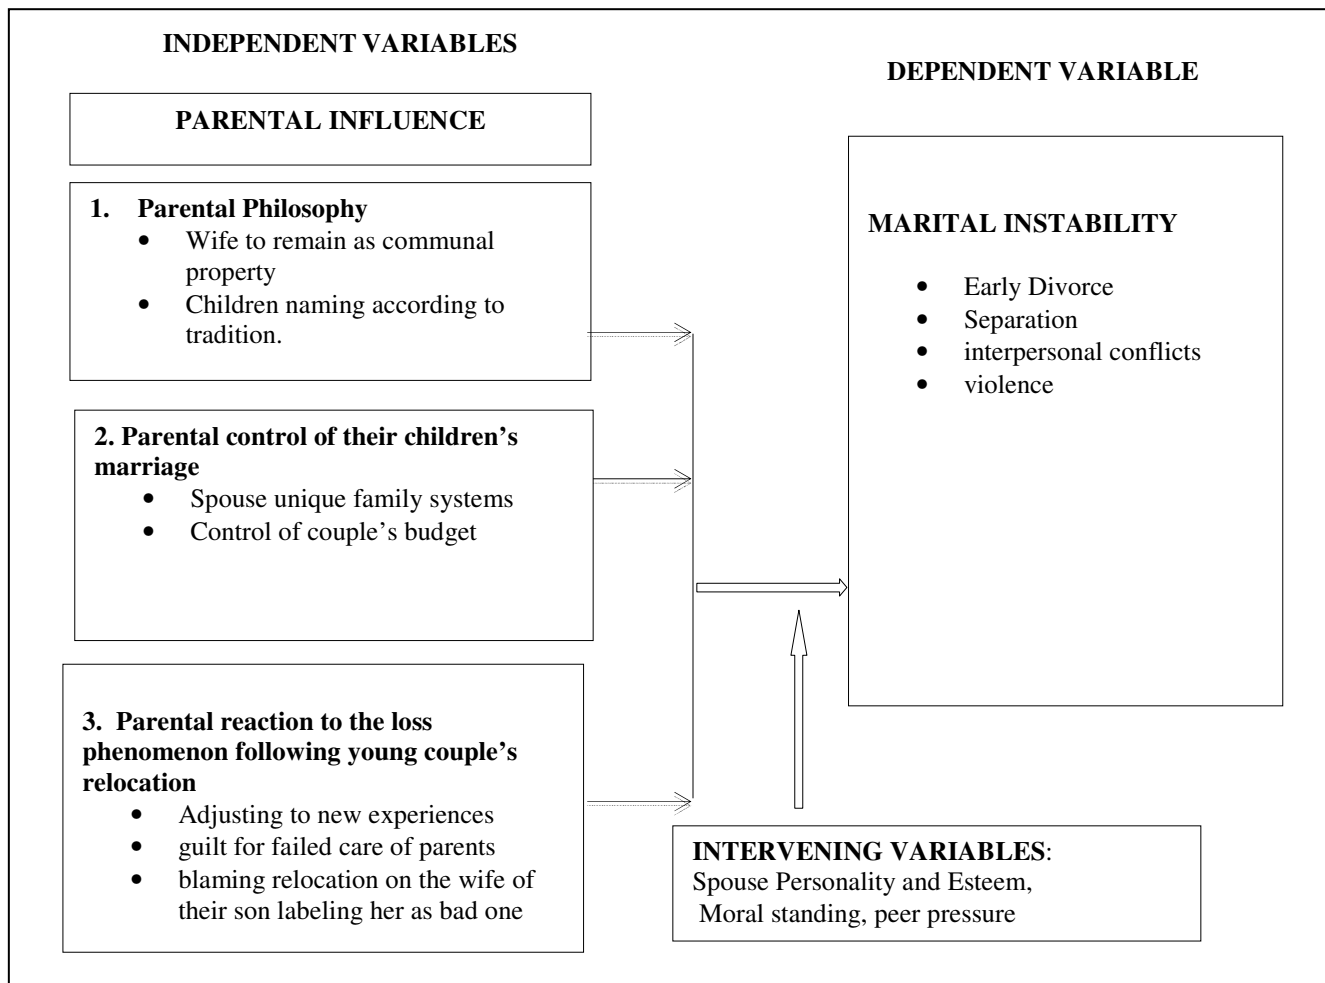 INDEPENDENT VARIABLES
PARENTAL INFLUENCE
1. Parental Philosophy
• Wife to remain as communal
property
• Children naming according to
tradition.
2. Parental control of their children’s
marriage
• Spouse unique family systems
• Control of couple’s budget
3. Parental reaction to the loss
phenomenon following young couple’s
relocation
• Adjusting to new experiences
• guilt for failed care of parents
• blaming relocation on the wife of
their son labeling her as bad one
DEPENDENT VARIABLE
MARITAL INSTABILITY
• Early Divorce
• Separation
• interpersonal conflicts
• violence
INTERVENING VARIABLES:
Spouse Personality and Esteem,
Moral standing, peer pressure